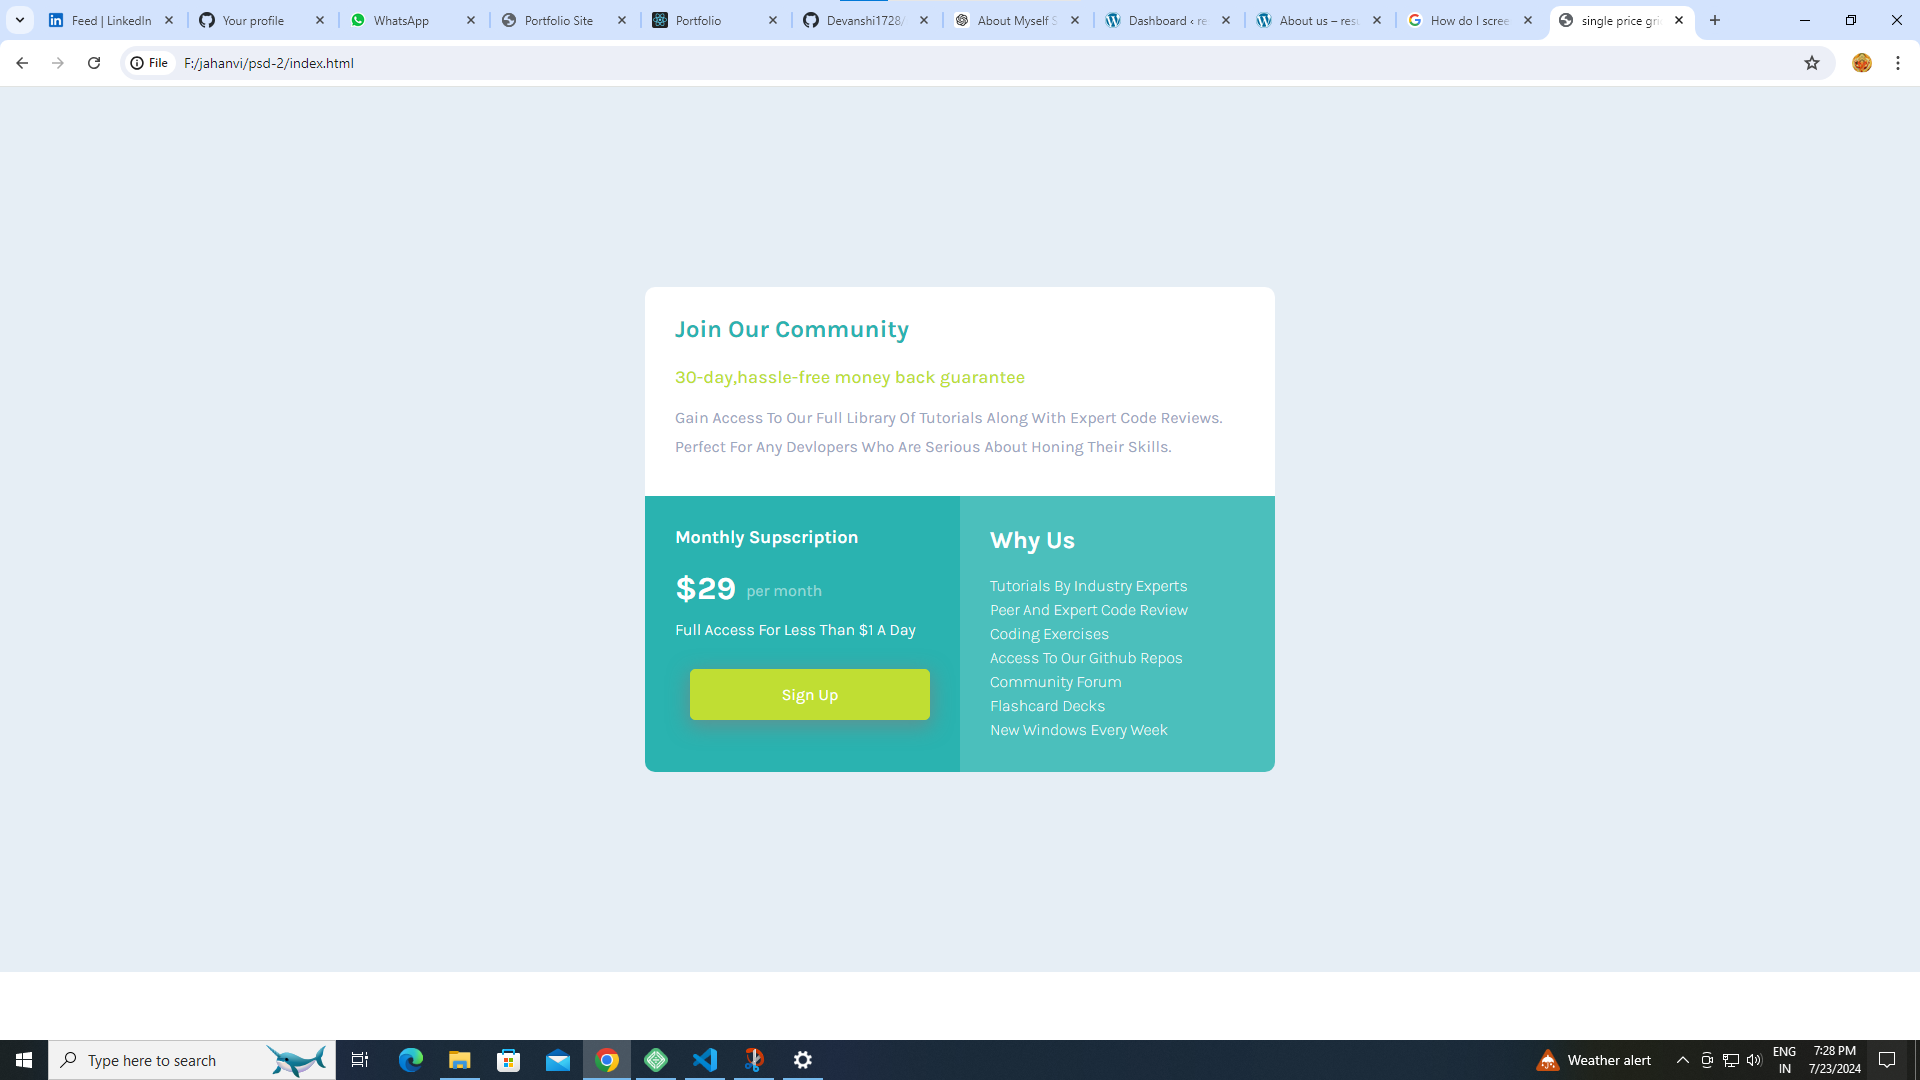 Feed | LinkedIn
Your profile
WhatsApp
Portfolio Site
Portfolio
Devanshi1728/
About Myself S
Dashboard ‹ re
About us – resu
How do I scree
single price gri
File
F:/jahanvi/psd-2/index.html
Join Our Community
30-day,hassle-free money back guarantee
Gain Access To Our Full Library Of Tutorials Along With Expert Code Reviews.
Perfect For Any Devlopers Who Are Serious About Honing Their Skills.
Monthly Supscription
$29 per month
Full Access For Less Than $1 A Day
Sign Up
Why Us
Tutorials By Industry Experts
Peer And Expert Code Review
Coding Exercises
Access To Our Github Repos
Community Forum
Flashcard Decks
New Windows Every Week
Type here to search
Weather alert
ENG
IN
7:28 PM
7/23/2024